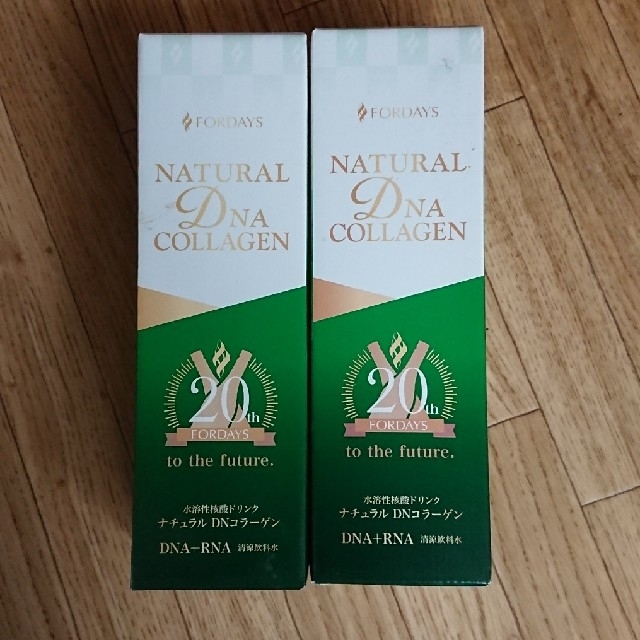 FORDAYS
NATURAL
DNA
COLLAGEN
20th
FORDAYS
to the future.
水溶性核酸ドリンク
ナチュラル DNコラーゲン
DNA+RNA 清涼飲料水
FORDAYS
NATURAL
DNA
COLLAGEN
20th
FORDAYS
to the future.
水溶性核酸ドリンク
ナチュラル DNコラーゲン
DNA+RNA 清涼飲料水